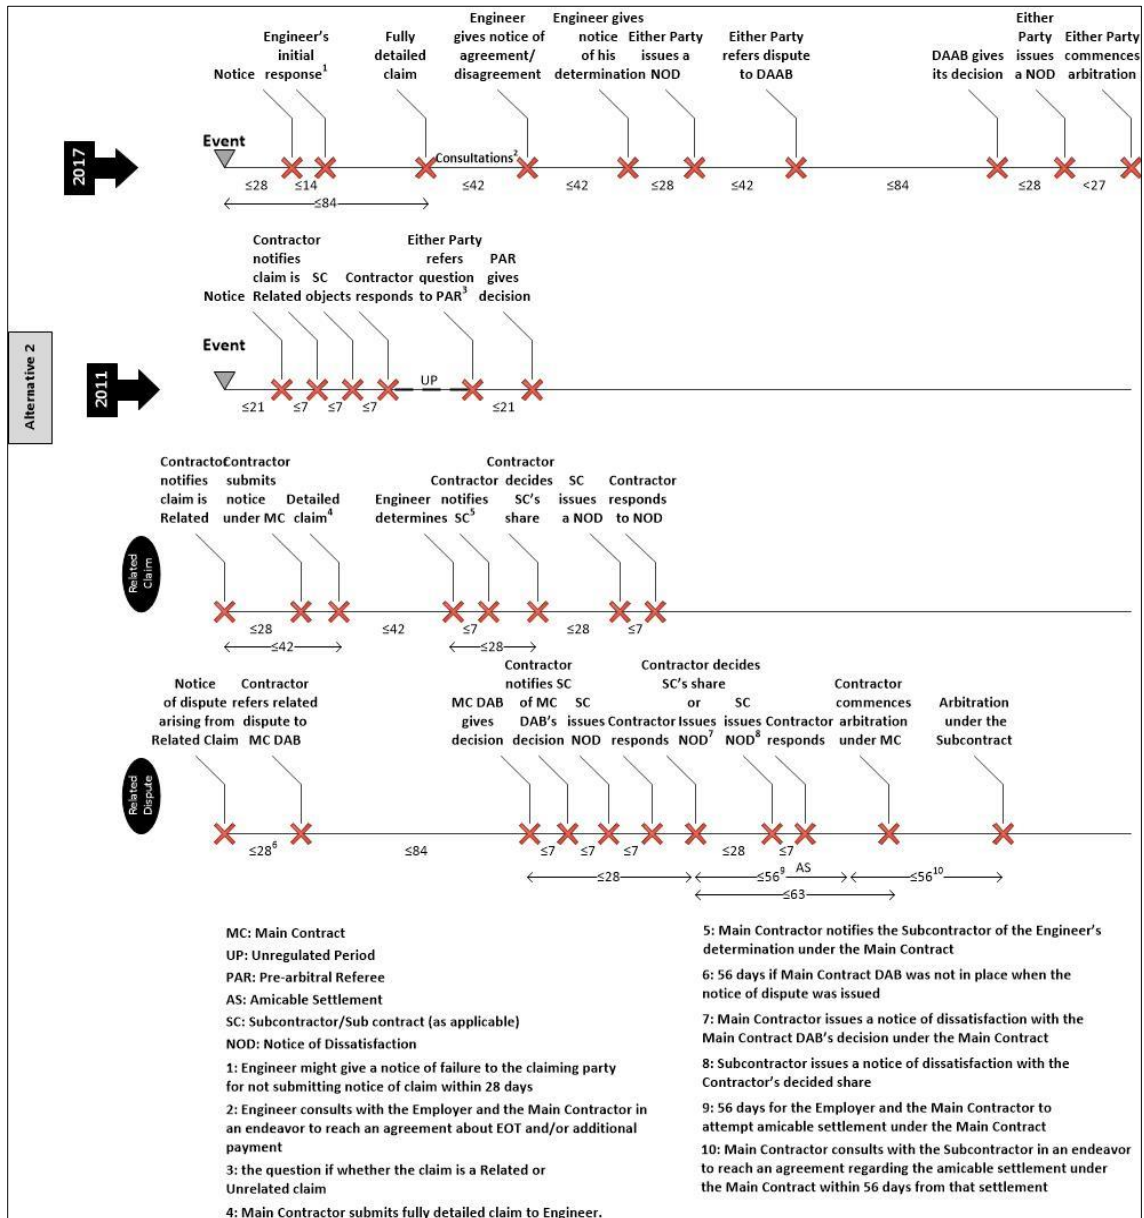 Engineer's initial response1
Notice
Fully detailed claim
Engineer gives notice of agreement/ disagreement
Engineer gives notice of his determination
Either Party issues a NOD
Either Party refers dispute to DAAB
DAAB gives its decision
Either Party issues a NOD
Either Party commences arbitration
2017
Event
Consultations2
≤28
≤14
≤42
≤42
≤28
≤42
≤84
≤28
<27
≤84
Alternative 2
2011
Notice
Contractor notifies claim is Related
SC objects
Contractor responds
Either Party refers question to PAR3
PAR gives decision
Event
UP
≤21
≤7
≤7
≤7
≤21
Related Claim
Contractor notifies claim is Related
Contractor submits notice under MC
Detailed claim4
Engineer determines
Contractor notifies SC5
Contractor decides SC's share
SC issues a NOD
Contractor responds to NOD
≤28
≤42
≤7
≤28
≤7
≤42
≤28
Related Dispute
Notice of dispute arising from Related Claim
Contractor refers related dispute to MC DAB
MC DAB gives decision
Contractor notifies SC of MC DAB's decision
SC issues NOD
Contractor responds
Contractor decides SC's share or Issues NOD7
SC issues NOD8
Contractor responds
Contractor commences arbitration under MC
Arbitration under the Subcontract
≤286
≤84
≤7
≤7
≤7
≤28
≤7
≤28
≤569
AS
≤5610
≤63
MC: Main Contract
UP: Unregulated Period
PAR: Pre-arbitral Referee
AS: Amicable Settlement
SC: Subcontractor/Sub contract (as applicable)
NOD: Notice of Dissatisfaction
1: Engineer might give a notice of failure to the claiming party
for not submitting notice of claim within 28 days
2: Engineer consults with the Employer and the Main Contractor in
an endeavor to reach an agreement about EOT and/or additional
payment
3: the question if whether the claim is a Related or
Unrelated claim
4: Main Contractor submits fully detailed claim to Engineer.
5: Main Contractor notifies the Subcontractor of the Engineer's
determination under the Main Contract
6: 56 days if Main Contract DAB was not in place when the
notice of dispute was issued
7: Main Contractor issues a notice of dissatisfaction with the
Main Contract DAB's decision under the Main Contract
8: Subcontractor issues a notice of dissatisfaction with the
Contractor's decided share
9: 56 days for the Employer and the Main Contractor to
attempt amicable settlement under the Main Contract
10: Main Contractor consults with the Subcontractor in an endeavor
to reach an agreement regarding the amicable settlement under
the Main Contract within 56 days from that settlement